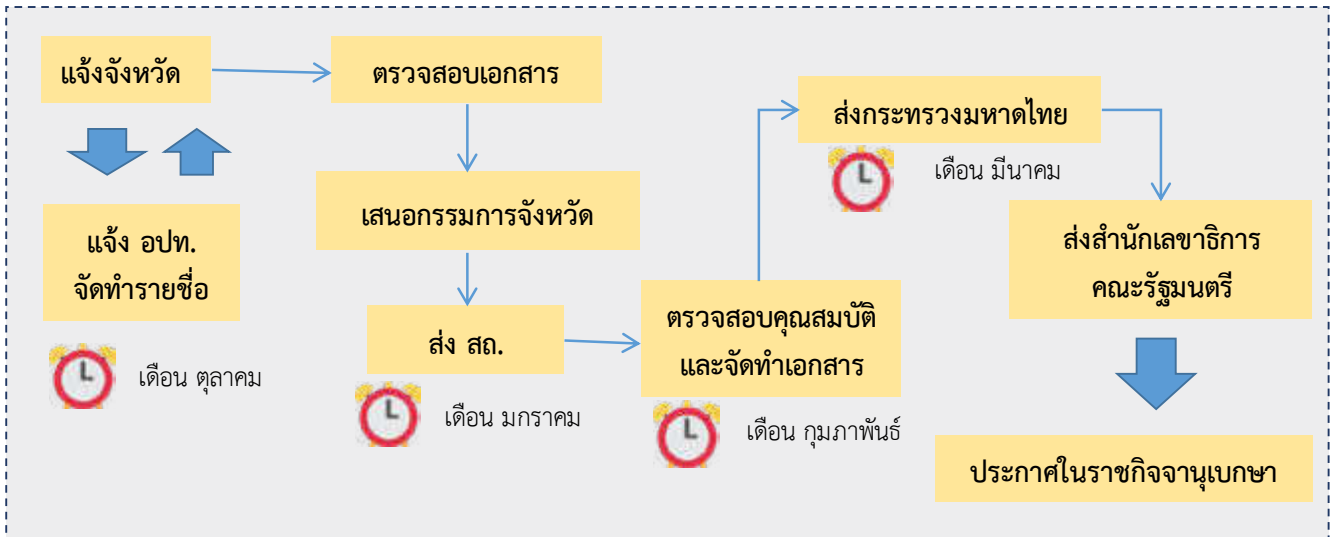 แจ้งจังหวัด
ตรวจสอบเอกสาร
ส่งกระทรวงมหาดไทย
เดือน มีนาคม
แจ้ง อปท.
จัดทำรายชื่อ
เดือน ตุลาคม
เสนอกรรมการจังหวัด
ส่ง สถ.
เดือน มกราคม
ตรวจสอบคุณสมบัติ
และจัดทำเอกสาร
เดือน กุมภาพันธ์
ส่งสำนักเลขาธิการ
คณะรัฐมนตรี
ประกาศในราชกิจจานุเบกษา